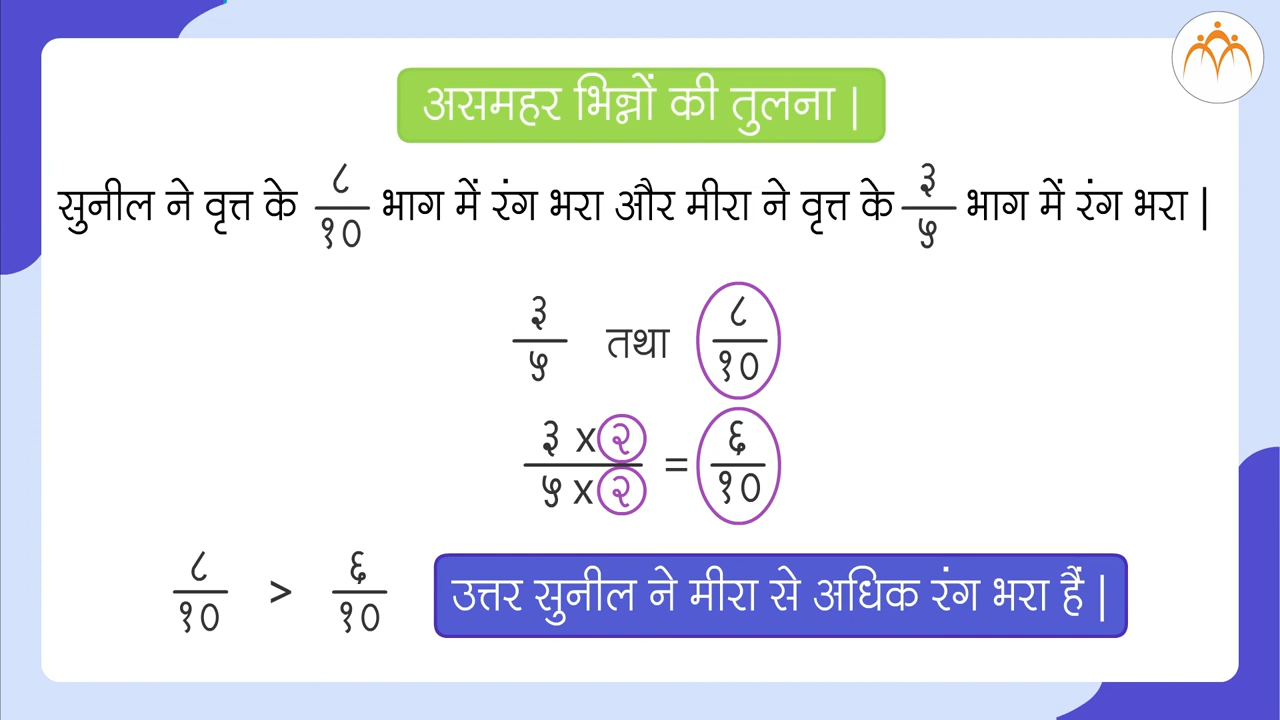 असमहर भिन्नों की तुलना |
सुनील ने वृत्त के ८/१० भाग में रंग भरा और मीरा ने वृत्त के ३/५ भाग में रंग भरा |
३/५ तथा ८/१०
३ x २ / ५ x २ = ६/१०
८/१० > ६/१०
उत्तर सुनील ने मीरा से अधिक रंग भरा हैं |